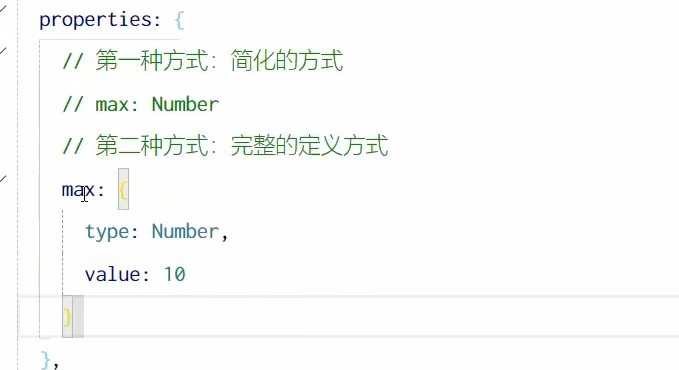 properties: {
// 第一种方式：简化的方式
// max: Number
// 第二种方式：完整的定义方式
max: {
type: Number,
value: 10
}
},